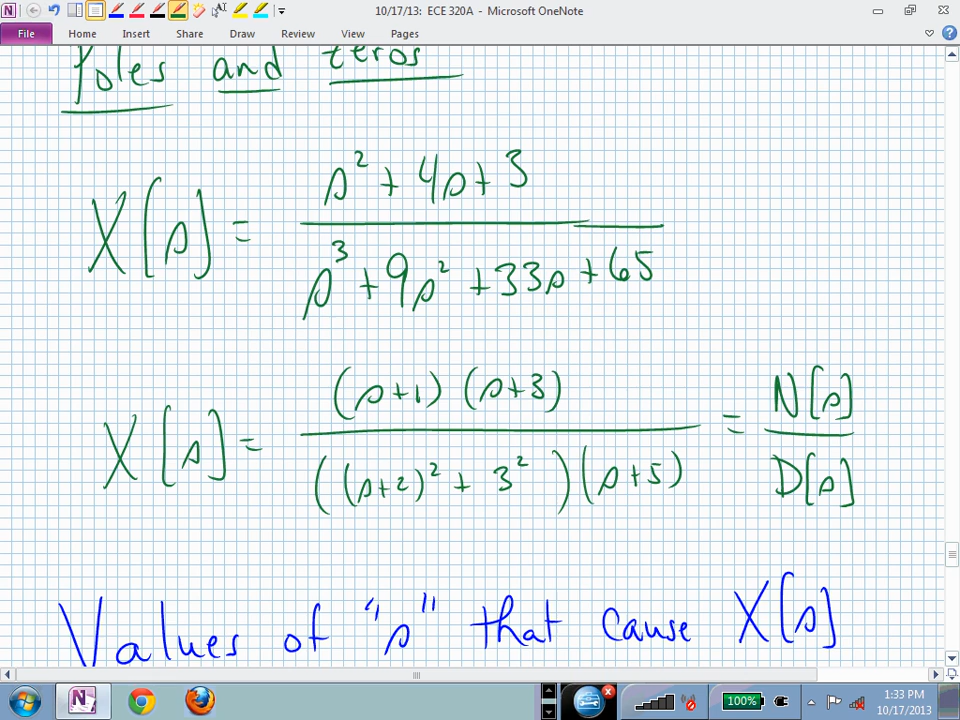 10/17/13: ECE 320A - Microsoft OneNote
File Home Insert Share Draw Review View Pages
Poles and zeros
X[s] = s² + 4s + 3 / s³ + 9s² + 33s + 65
X[s] = (s+1) (s+3) / ((s+2)² + 3²)(s+5) = N[s] / D[s]
Values of "s" that cause X[s]
100%
1:33 PM
10/17/2013